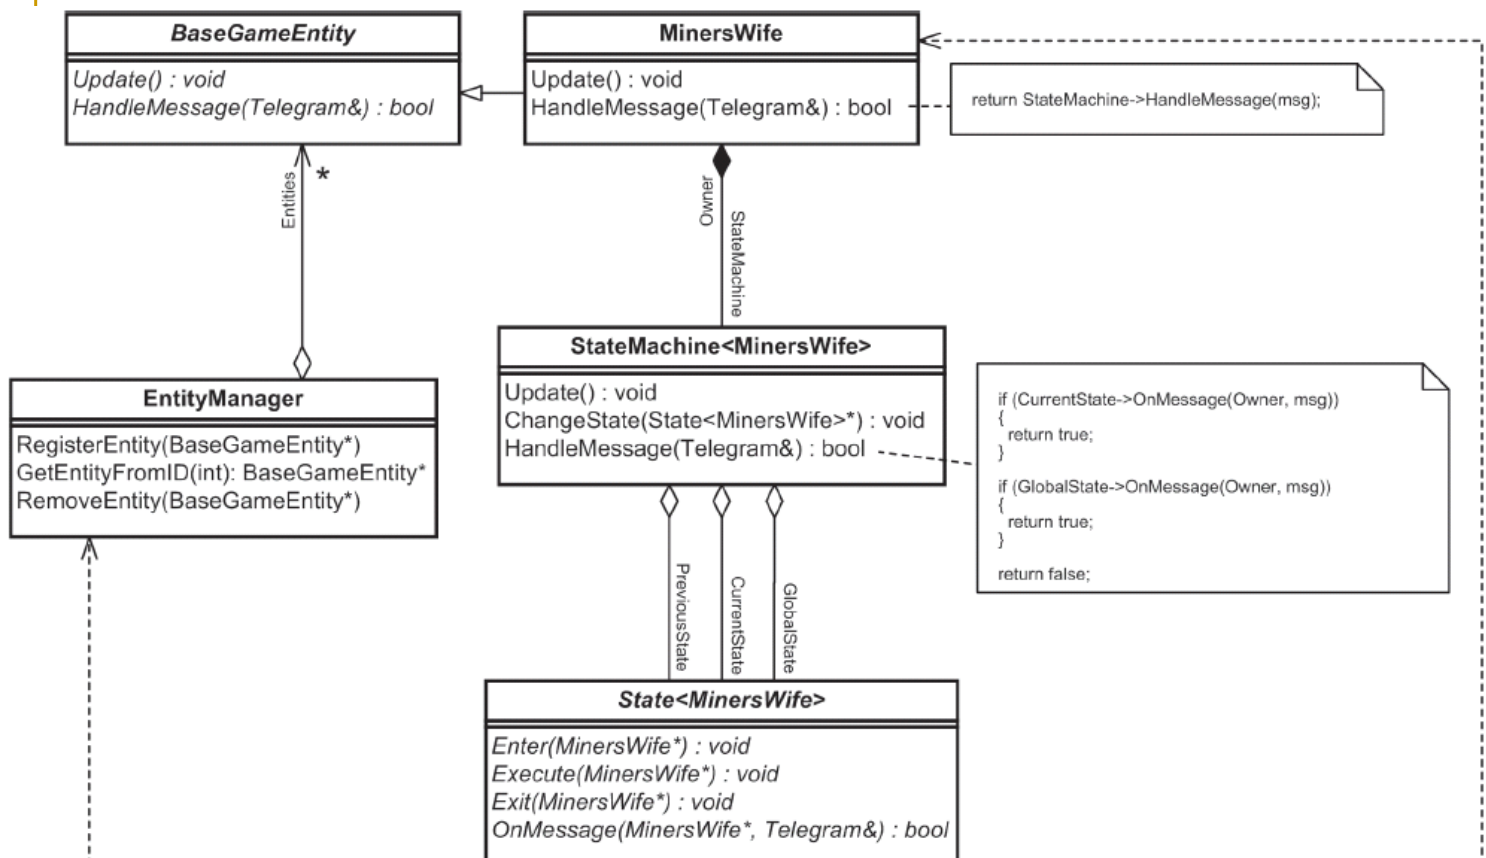 BaseGameEntity
Update() : void
HandleMessage(Telegram&) : bool
MinersWife
Update() : void
HandleMessage(Telegram&) : bool
return StateMachine->HandleMessage(msg);
*
Entities
Owner
StateMachine
EntityManager
RegisterEntity(BaseGameEntity*)
GetEntityFromID(int): BaseGameEntity*
RemoveEntity(BaseGameEntity*)
StateMachine<MinersWife>
Update() : void
ChangeState(State<MinersWife>*) : void
HandleMessage(Telegram&) : bool
if (CurrentState->OnMessage(Owner, msg))
{
return true;
}
if (GlobalState->OnMessage(Owner, msg))
{
return true;
}
return false;
PreviousState
CurrentState
GlobalState
State<MinersWife>
Enter(MinersWife*) : void
Execute(MinersWife*) : void
Exit(MinersWife*) : void
OnMessage(MinersWife*, Telegram&) : bool